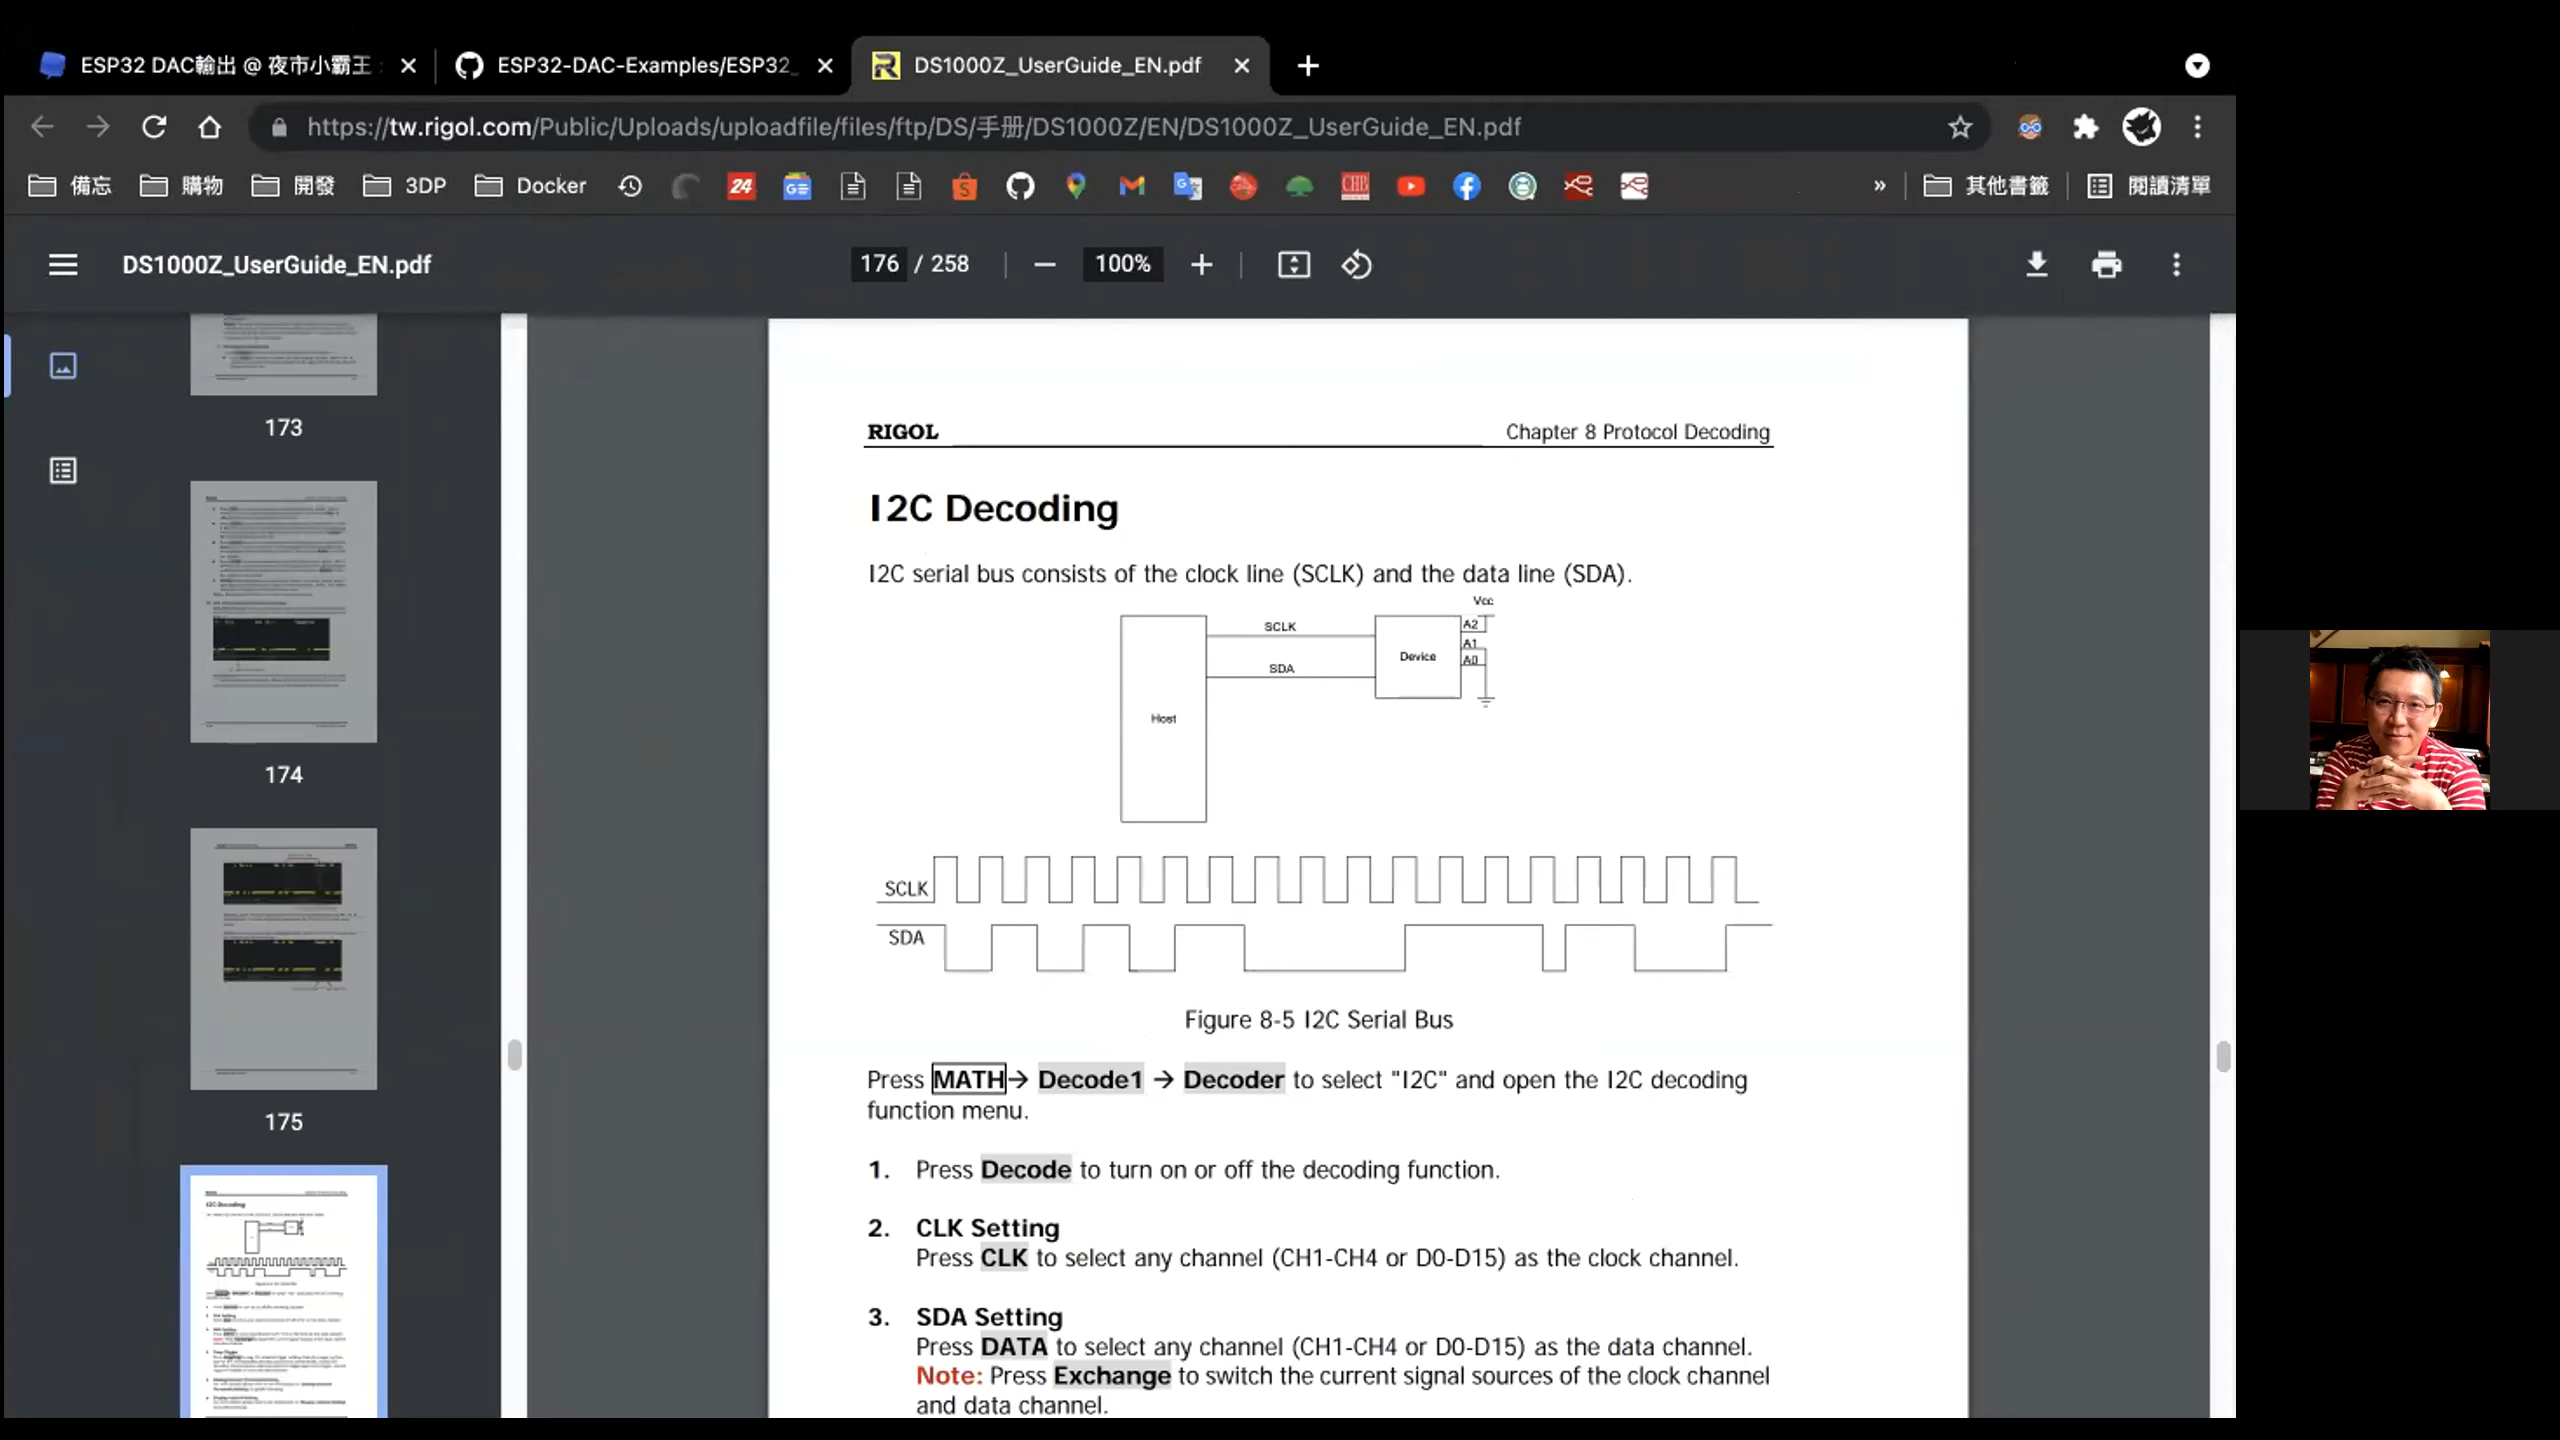 ESP32 DAC輸出 @ 夜市小霸王
ESP32-DAC-Examples/ESP32_
DS1000Z_UserGuide_EN.pdf
https://tw.rigol.com/Public/Uploads/uploadfile/files/ftp/DS/手册/DS1000Z/EN/DS1000Z_UserGuide_EN.pdf
備忘
購物
開發
3DP
Docker
24
GE
CHE
»
其他書籤
閱讀清單
DS1000Z_UserGuide_EN.pdf
176 / 258
100%
173
174
175
RIGOL
Chapter 8 Protocol Decoding
I2C Decoding
I2C serial bus consists of the clock line (SCLK) and the data line (SDA).
Vcc
SCLK
A2
A1
Device
A0
SDA
Host
SCLK
SDA
Figure 8-5 I2C Serial Bus
Press MATH→ Decode1 → Decoder to select "I2C" and open the I2C decoding
function menu.
1. Press Decode to turn on or off the decoding function.
2. CLK Setting
Press CLK to select any channel (CH1-CH4 or D0-D15) as the clock channel.
3. SDA Setting
Press DATA to select any channel (CH1-CH4 or D0-D15) as the data channel.
Note: Press Exchange to switch the current signal sources of the clock channel
and data channel.
I2C Decoding